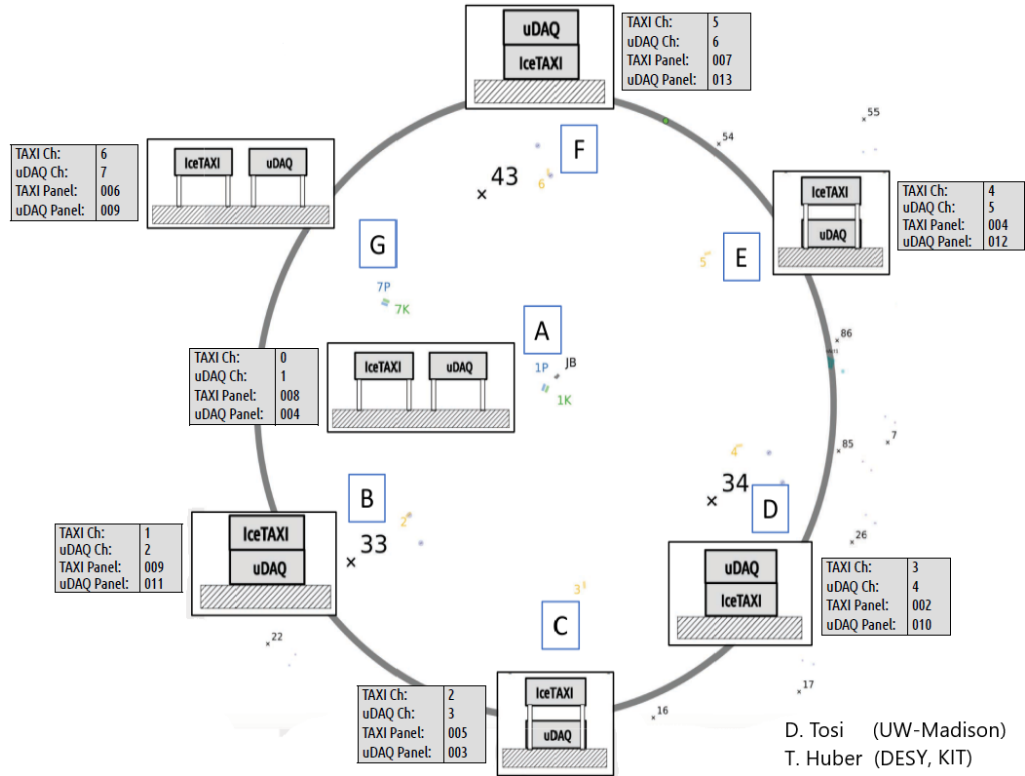 uDAQ
IceTAXI
TAXI Ch: 5
uDAQ Ch: 6
TAXI Panel: 007
uDAQ Panel: 013
55
54
TAXI Ch: 6
uDAQ Ch: 7
TAXI Panel: 006
uDAQ Panel: 009
IceTAXI uDAQ
F
43
6
IceTAXI
uDAQ
TAXI Ch: 4
uDAQ Ch: 5
TAXI Panel: 004
uDAQ Panel: 012
G
E
5
7P
7K
A
86
TAXI Ch: 0
uDAQ Ch: 1
TAXI Panel: 008
uDAQ Panel: 004
IceTAXI uDAQ
1P
JB
1K
7
85
4
34
D
B
2
33
26
TAXI Ch: 1
uDAQ Ch: 2
TAXI Panel: 009
uDAQ Panel: 011
IceTAXI
uDAQ
uDAQ
IceTAXI
TAXI Ch: 3
uDAQ Ch: 4
TAXI Panel: 002
uDAQ Panel: 010
3
C
22
17
16
TAXI Ch: 2
uDAQ Ch: 3
TAXI Panel: 005
uDAQ Panel: 003
IceTAXI
uDAQ
D. Tosi (UW-Madison)
T. Huber (DESY, KIT)